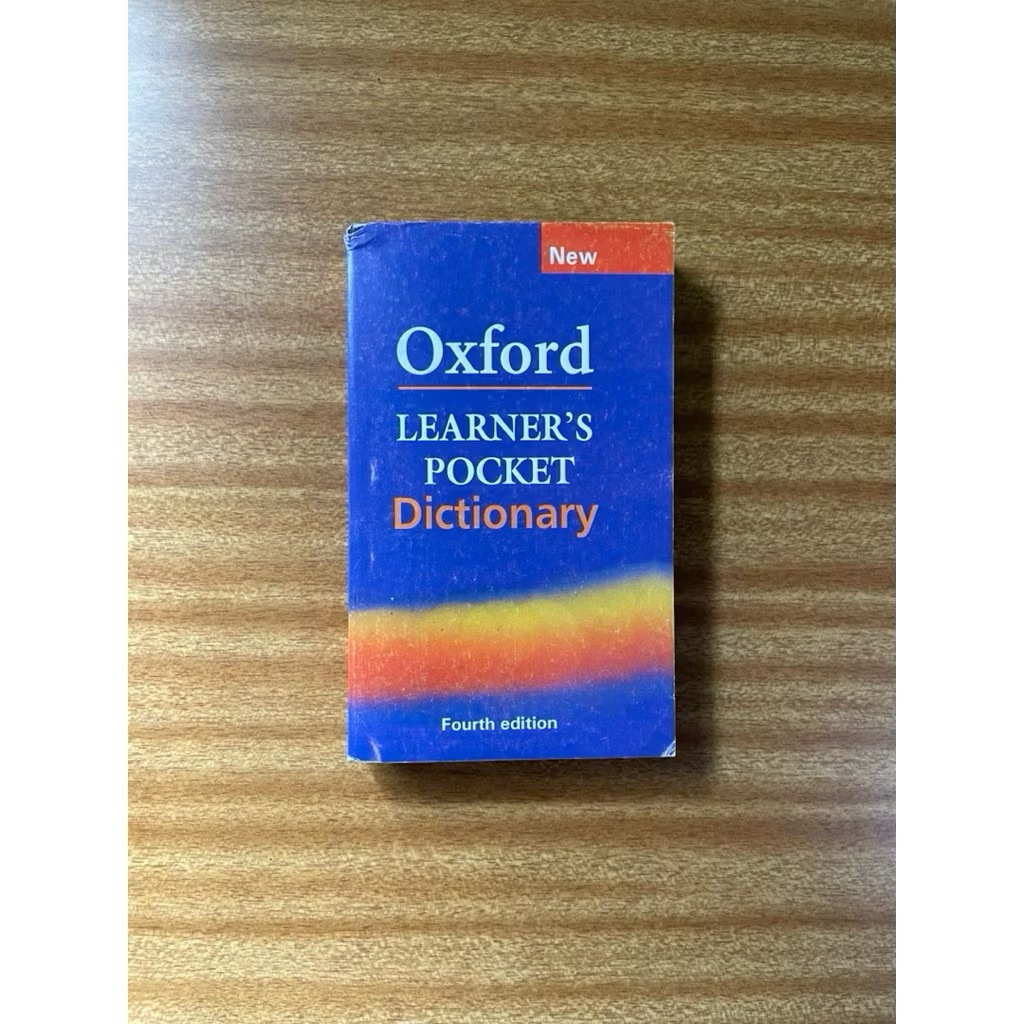 New
Oxford
LEARNER'S
POCKET
Dictionary
Fourth edition